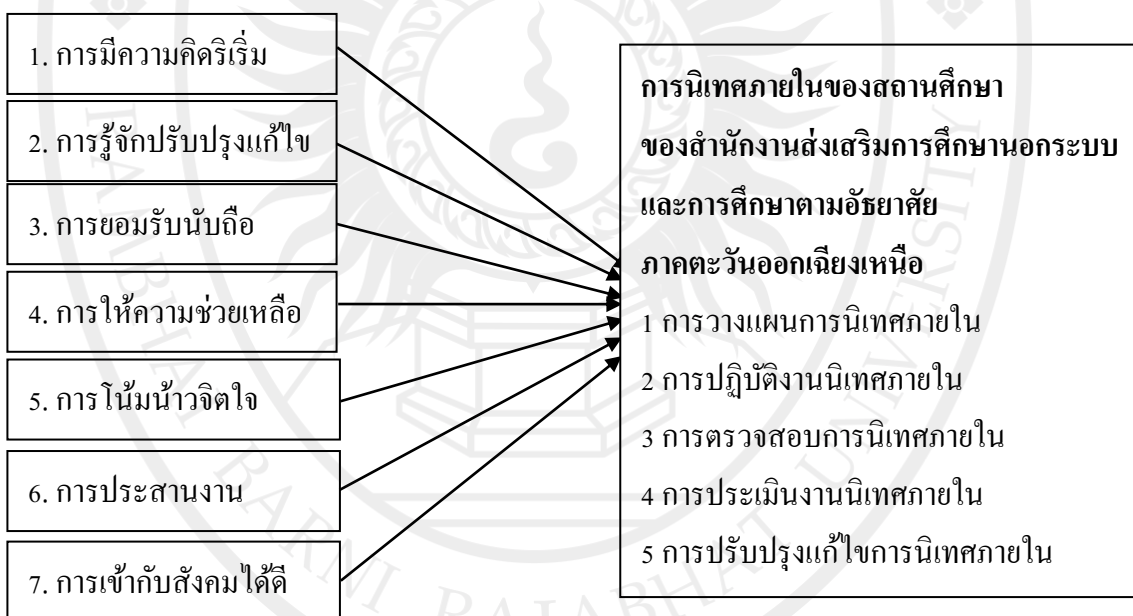 1. การมีความคิดริเริ่ม
2. การรู้จักปรับปรุงแก้ไข
3. การยอมรับนับถือ
4. การให้ความช่วยเหลือ
5. การโน้มน้าวจิตใจ
6. การประสานงาน
7. การเข้ากับสังคมได้ดี
การนิเทศภายในของสถานศึกษา
ของสำนักงานส่งเสริมการศึกษานอกระบบ
และการศึกษาตามอัธยาศัย
ภาคตะวันออกเฉียงเหนือ
1 การวางแผนการนิเทศภายใน
2 การปฏิบัติงานนิเทศภายใน
3 การตรวจสอบการนิเทศภายใน
4 การประเมินงานนิเทศภายใน
5 การปรับปรุงแก้ไขการนิเทศภายใน